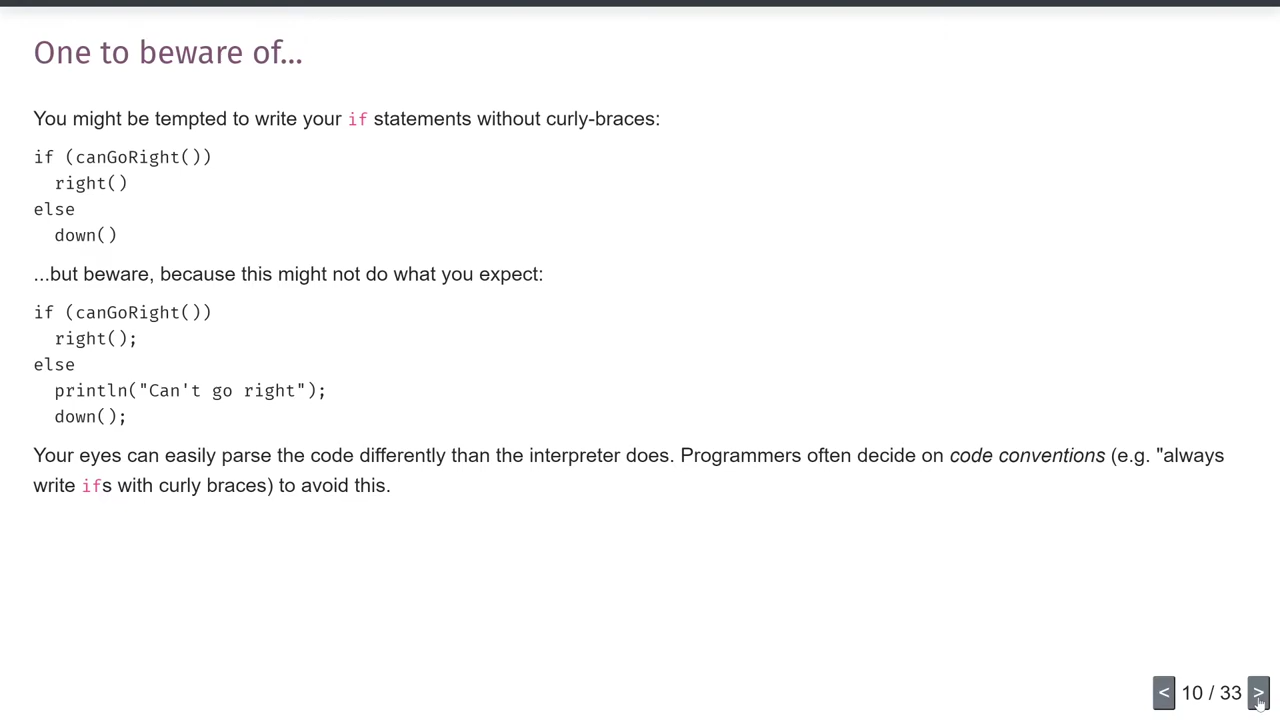 One to beware of...
You might be tempted to write your if statements without curly-braces:
if (canGoRight())
  right()
else
  down()
...but beware, because this might not do what you expect:
if (canGoRight())
  right();
else
  println("Can't go right");
  down();
Your eyes can easily parse the code differently than the interpreter does. Programmers often decide on code conventions (e.g. "always
write ifs with curly braces) to avoid this.
< 10 / 33 >